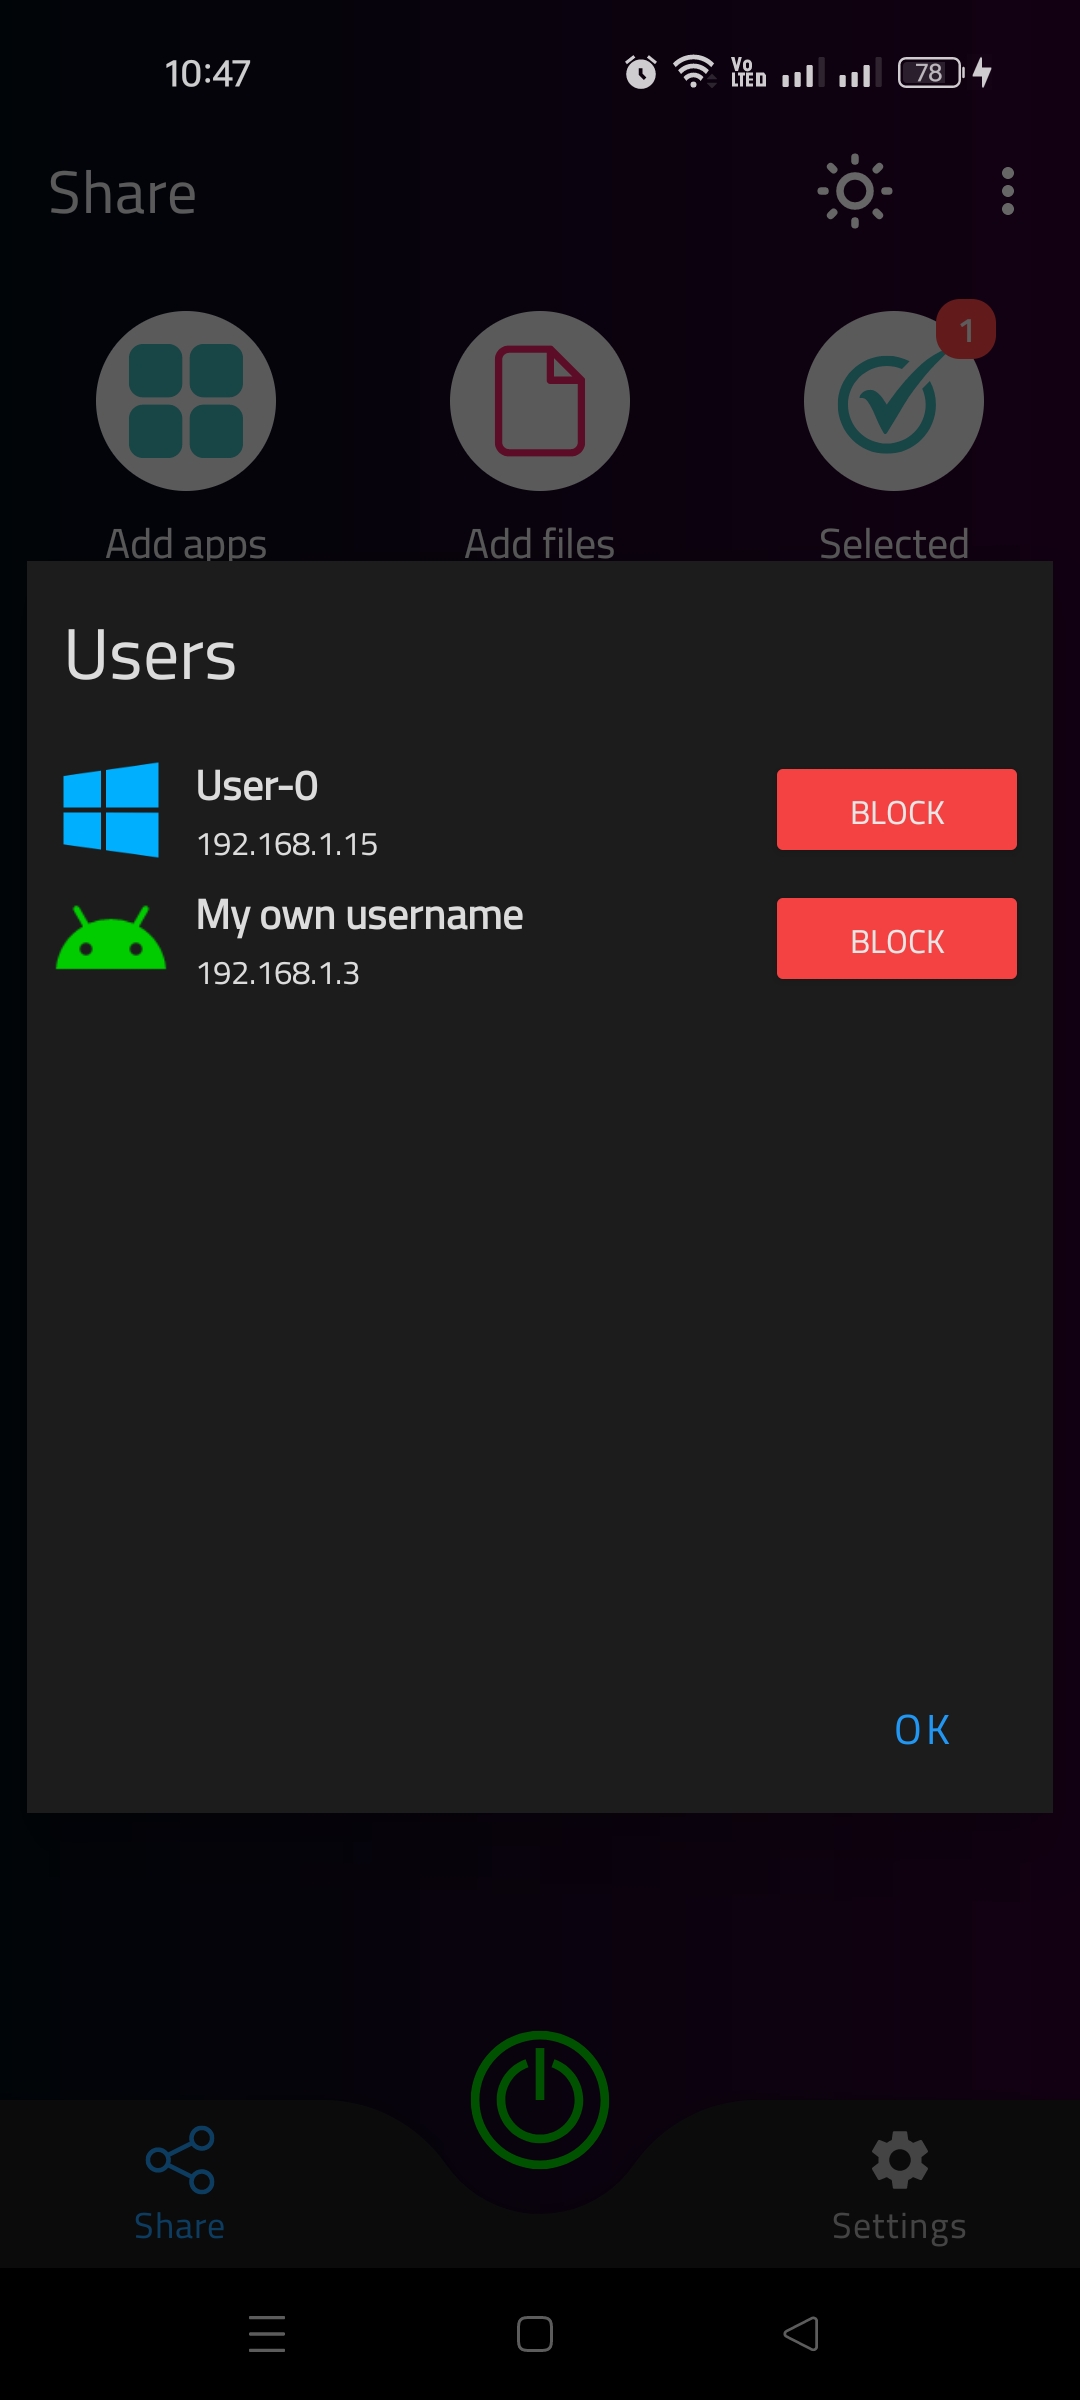 10:47
Vo
LTE
78
Share
1
Add apps
Add files
Selected
Users
User-0
192.168.1.15
BLOCK
My own username
192.168.1.3
BLOCK
OK
Share
Settings